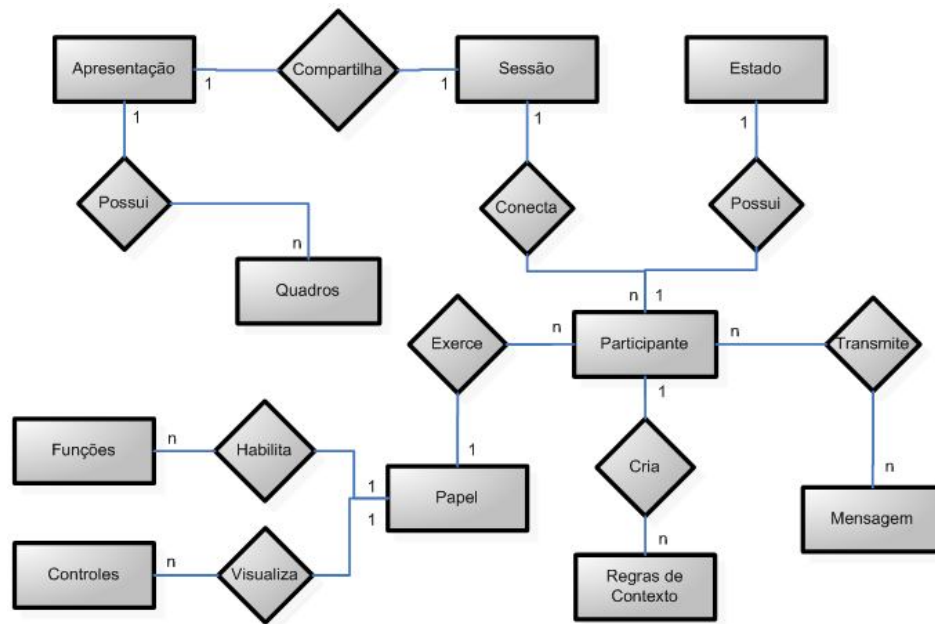 Apresentação
1
Compartilha
1
Sessão
Estado
1
1
1
Possui
Conecta
Possui
n
Quadros
n
1
Exerce
n
Participante
n
Transmite
1
Funções
n
Habilita
1
1
Papel
1
Cria
n
Mensagem
Controles
n
Visualiza
n
Regras de
Contexto